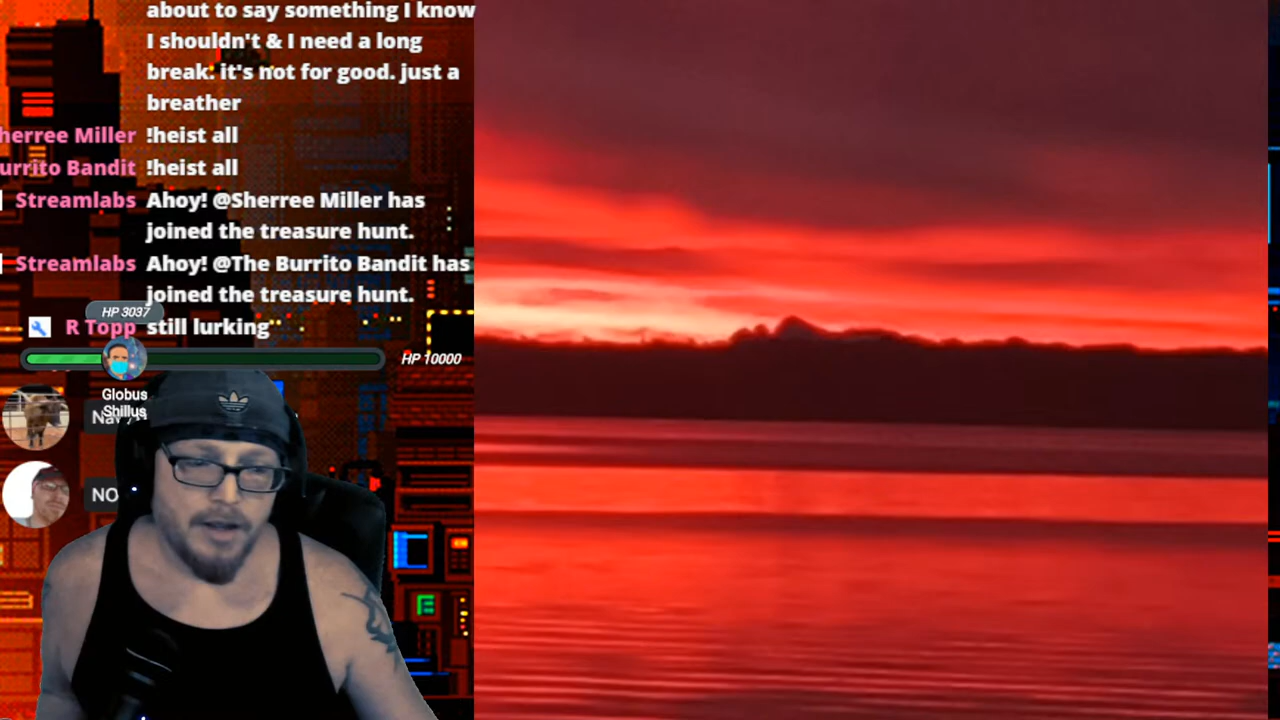 about to say something I know
I shouldn't & I need a long
break. it's not for good. just a
breather
herree Miller !heist all
urrito Bandit !heist all
Streamlabs Ahoy! @Sherree Miller has
joined the treasure hunt.
Streamlabs Ahoy! @The Burrito Bandit has
joined the treasure hunt.
HP 3037
R Topp still lurking
HP 10000
Globus
Shillus
NO